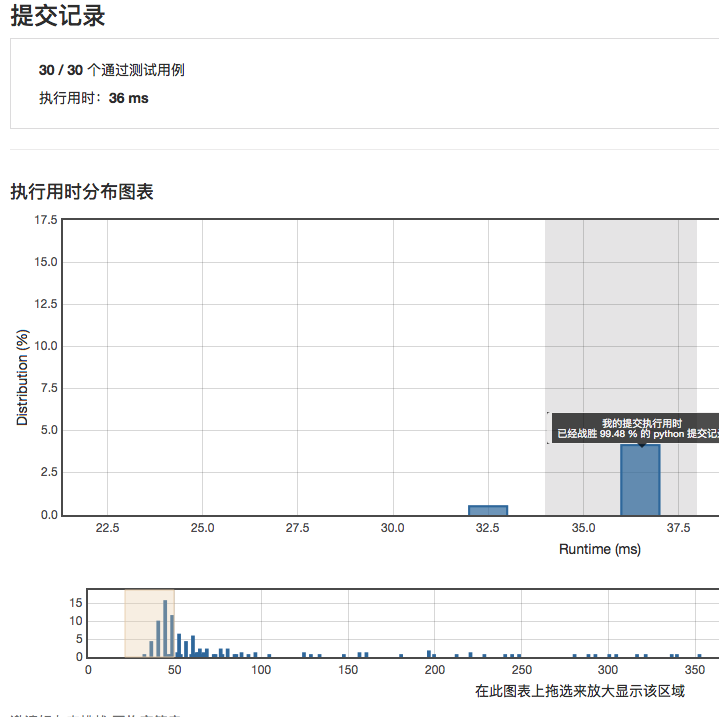 提交记录
30 / 30 个通过测试用例
执行用时：36 ms
执行用时分布图表
17.5
15.0
12.5
10.0
7.5
5.0
2.5
0.0
Distribution (%)
我的提交执行用时
已经战胜 99.48 % 的 python 提交记
22.5 25.0 27.5 30.0 32.5 35.0 37.5
Runtime (ms)
15
10
5
0
0 50 100 150 200 250 300 350
在此图表上拖选来放大显示该区域